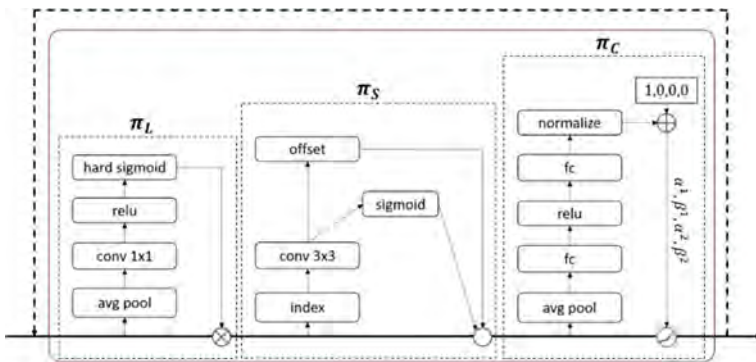 π_L
hard sigmoid
relu
conv 1x1
avg pool
π_S
offset
sigmoid
conv 3x3
index
π_C
1,0,0,0
normalize
fc
relu
fc
avg pool
α¹, β¹, α², β²